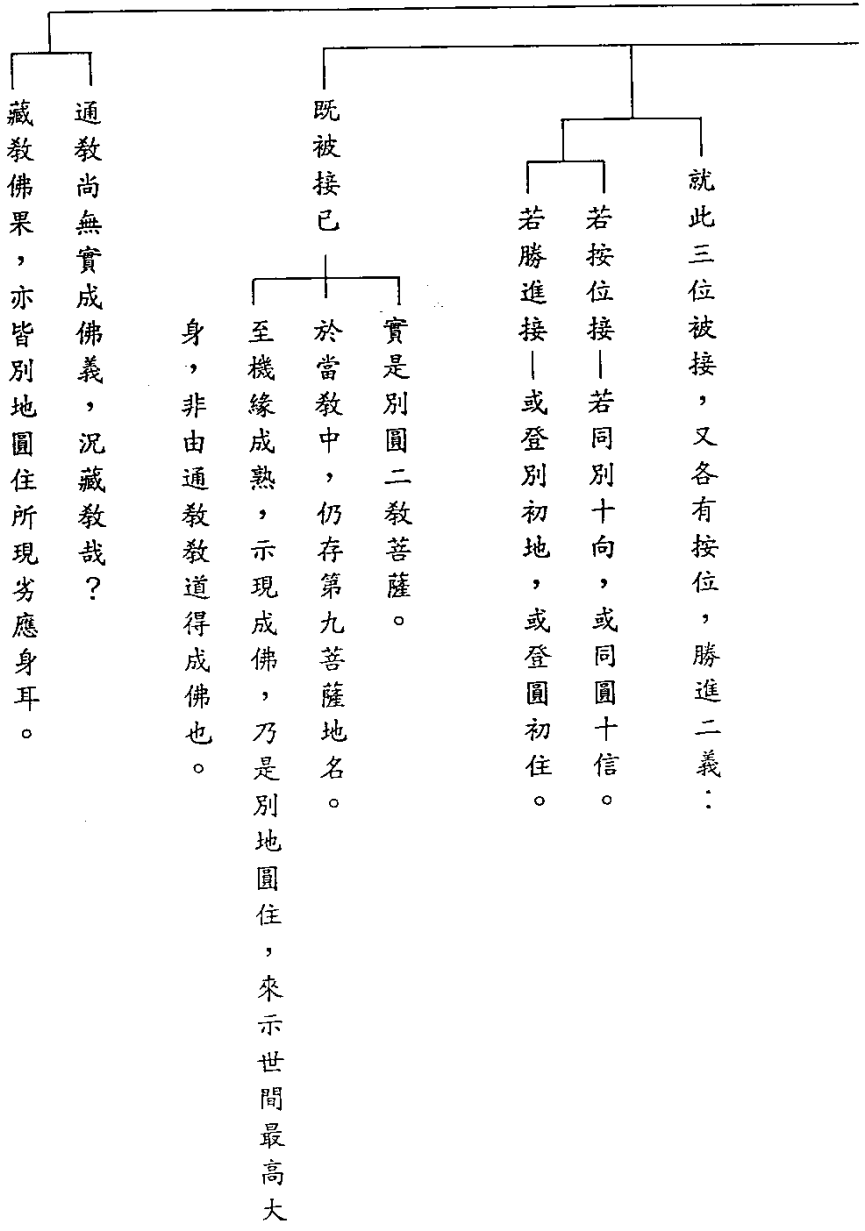 就此三位被接，又各有按位，勝進二義：
若按位接—若同別十向，或同圓十信。
若勝進接—或登別初地，或登圓初住。
既被接已
實是別圓二教菩薩。
於當教中，仍存第九菩薩地名。
至機緣成熟，示現成佛，乃是別地圓住，來示世間最高大
身，非由通教教道得成佛也。
通教尚無實成佛義，況藏教哉？
藏教佛果，亦皆別地圓住所現劣應身耳。